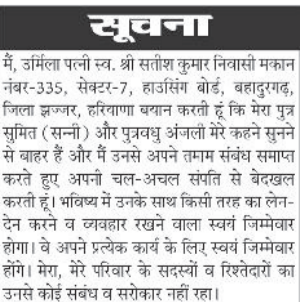 सूचना
मैं, उर्मिला पत्नी स्व. श्री सतीश कुमार निवासी मकान
नंबर-335, सेक्टर-7, हाउसिंग बोर्ड, बहादुरगढ़,
जिला झज्जर, हरियाणा बयान करती हूं कि मेरा पुत्र
सुमित (सन्नी) और पुत्रवधु अंजली मेरे कहने सुनने
से बाहर हैं और मैं उनसे अपने तमाम संबंध समाप्त
करते हुए अपनी चल-अचल संपति से बेदखल
करती हूं। भविष्य में उनके साथ किसी तरह का लेन-
देन करने व व्यवहार रखने वाला स्वयं जिम्मेवार
होगा। वे अपने प्रत्येक कार्य के लिए स्वयं जिम्मेवार
होंगे। मेरा, मेरे परिवार के सदस्यों व रिश्तेदारों का
उनसे कोई संबंध व सरोकार नहीं रहा।